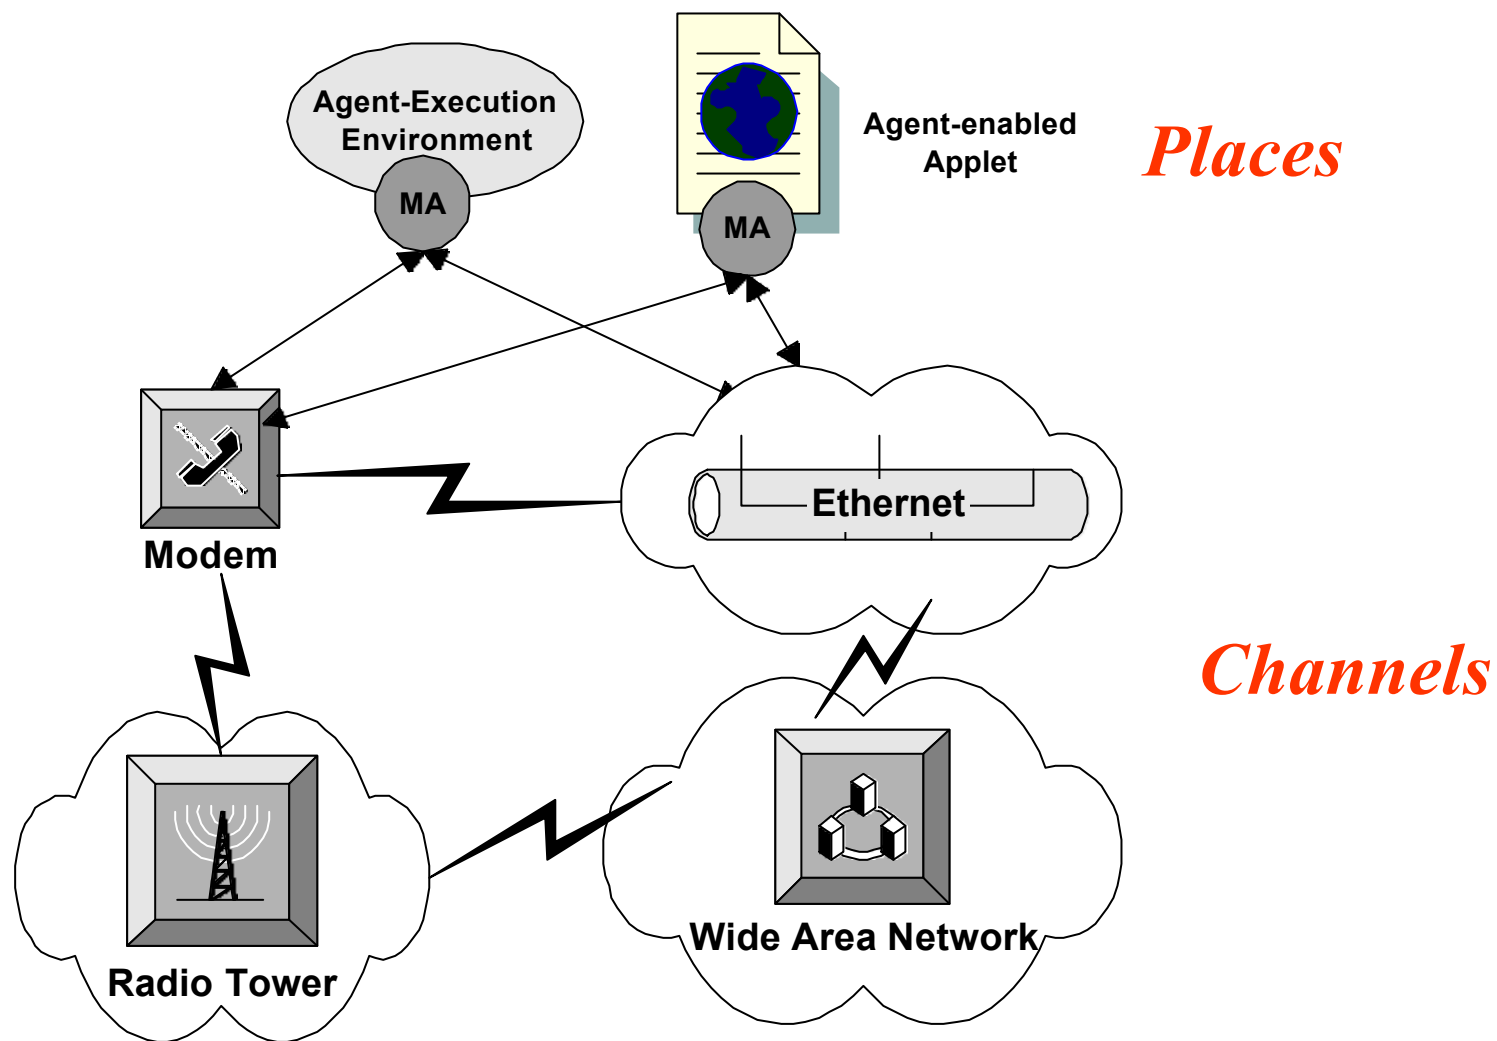 Agent-Execution
Environment
MA
Agent-enabled
Applet
MA
Places
Ethernet
Modem
Channels
Wide Area Network
Radio Tower